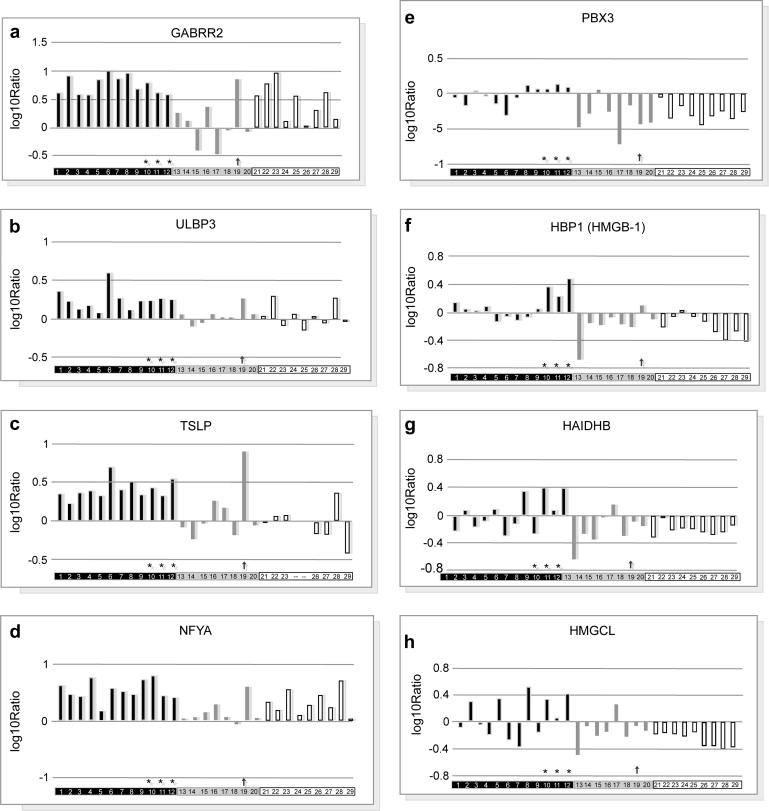 a
GABRR2
log10Ratio
1.5
1
0.5
0
-0.5
* * * †
1 2 3 4 5 6 7 8 9 10 11 12 13 14 15 16 17 18 19 20 21 22 23 24 25 26 27 28 29
b
ULBP3
log10Ratio
1
0.5
0
-0.5
* * * †
1 2 3 4 5 6 7 8 9 10 11 12 13 14 15 16 17 18 19 20 21 22 23 24 25 26 27 28 29
c
TSLP
log10Ratio
1
0.5
0
-0.5
* * * †
1 2 3 4 5 6 7 8 9 10 11 12 13 14 15 16 17 18 19 20 21 22 23 -- -- 26 27 28 29
d
NFYA
log10Ratio
1
0
-1
* * * †
1 2 3 4 5 6 7 8 9 10 11 12 13 14 15 16 17 18 19 20 21 22 23 24 25 26 27 28 29
e
PBX3
log10Ratio
0.5
0
-.5
-1
* * * †
1 2 3 4 5 6 7 8 9 10 11 12 13 14 15 16 17 18 19 20 21 22 23 24 25 26 27 28 29
f
HBP1 (HMGB-1)
log10Ratio
0.8
0.4
0
-0.4
-0.8
* * * †
1 2 3 4 5 6 7 8 9 10 11 12 13 14 15 16 17 18 19 20 21 22 23 24 25 26 27 28 29
g
HAIDHB
log10Ratio
0.8
0.4
0
-0.4
-0.8
* * * †
1 2 3 4 5 6 7 8 9 10 11 12 13 14 15 16 17 18 19 20 21 22 23 24 25 26 27 28 29
h
HMGCL
log10Ratio
0.8
0.4
0
-0.4
-0.8
* * * †
1 2 3 4 5 6 7 8 9 10 11 12 13 14 15 16 17 18 19 20 21 22 23 24 25 26 27 28 29